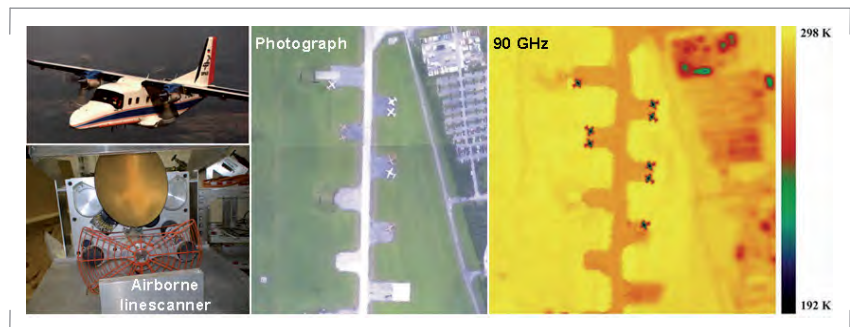 Photograph
90 GHz
298 K
Airborne
linescanner
192 K